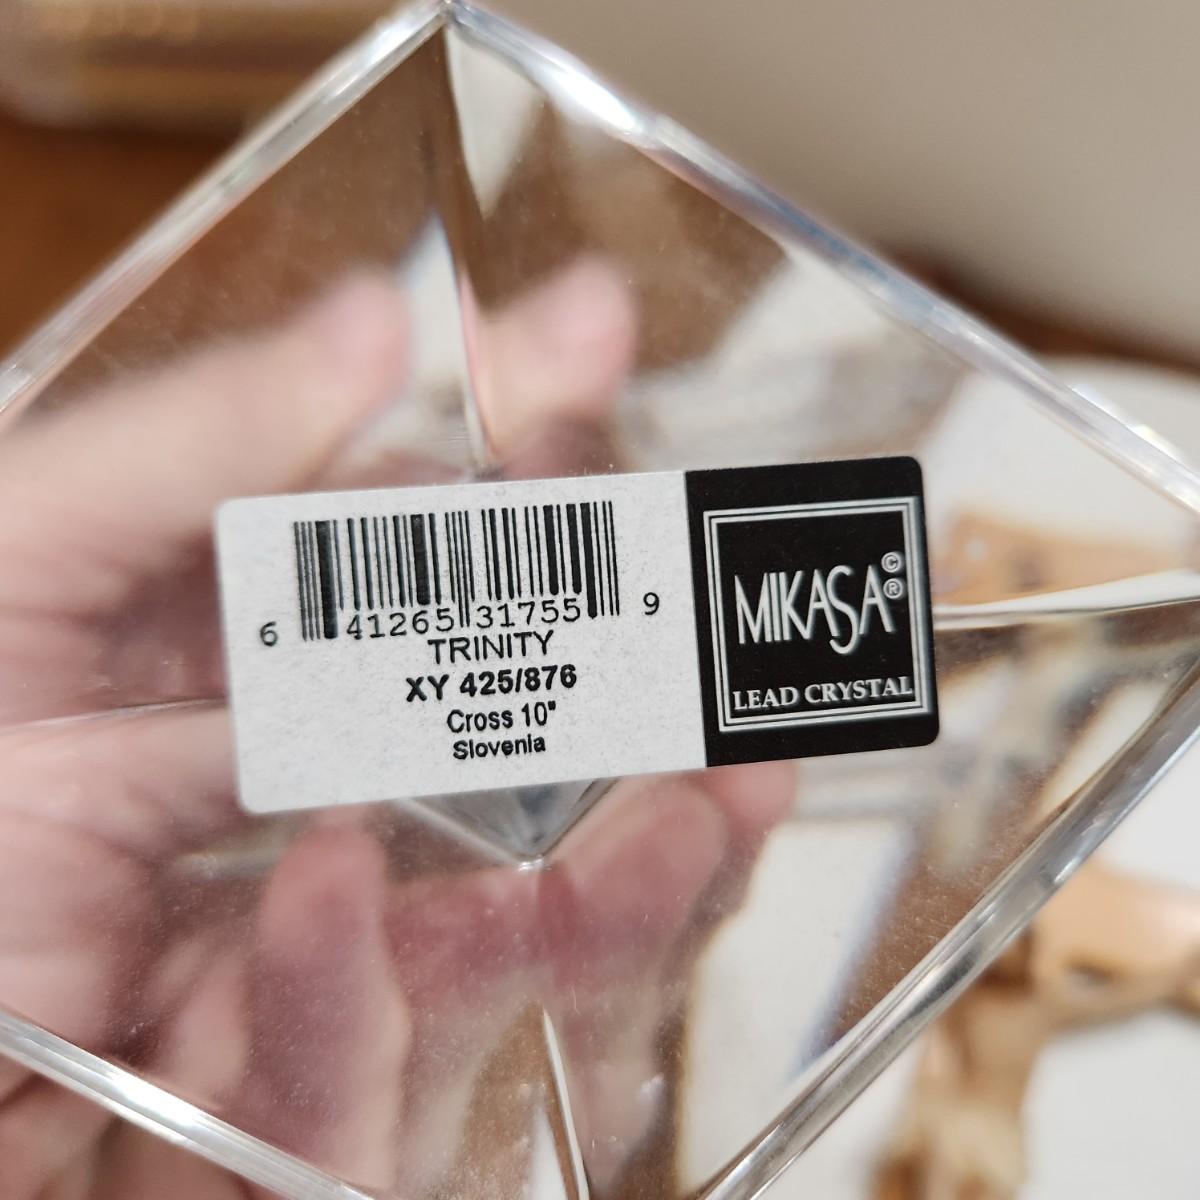 6 41265 31755 9
TRINITY
XY 425/876
Cross 10"
Slovenia
MIKASA©®
LEAD CRYSTAL